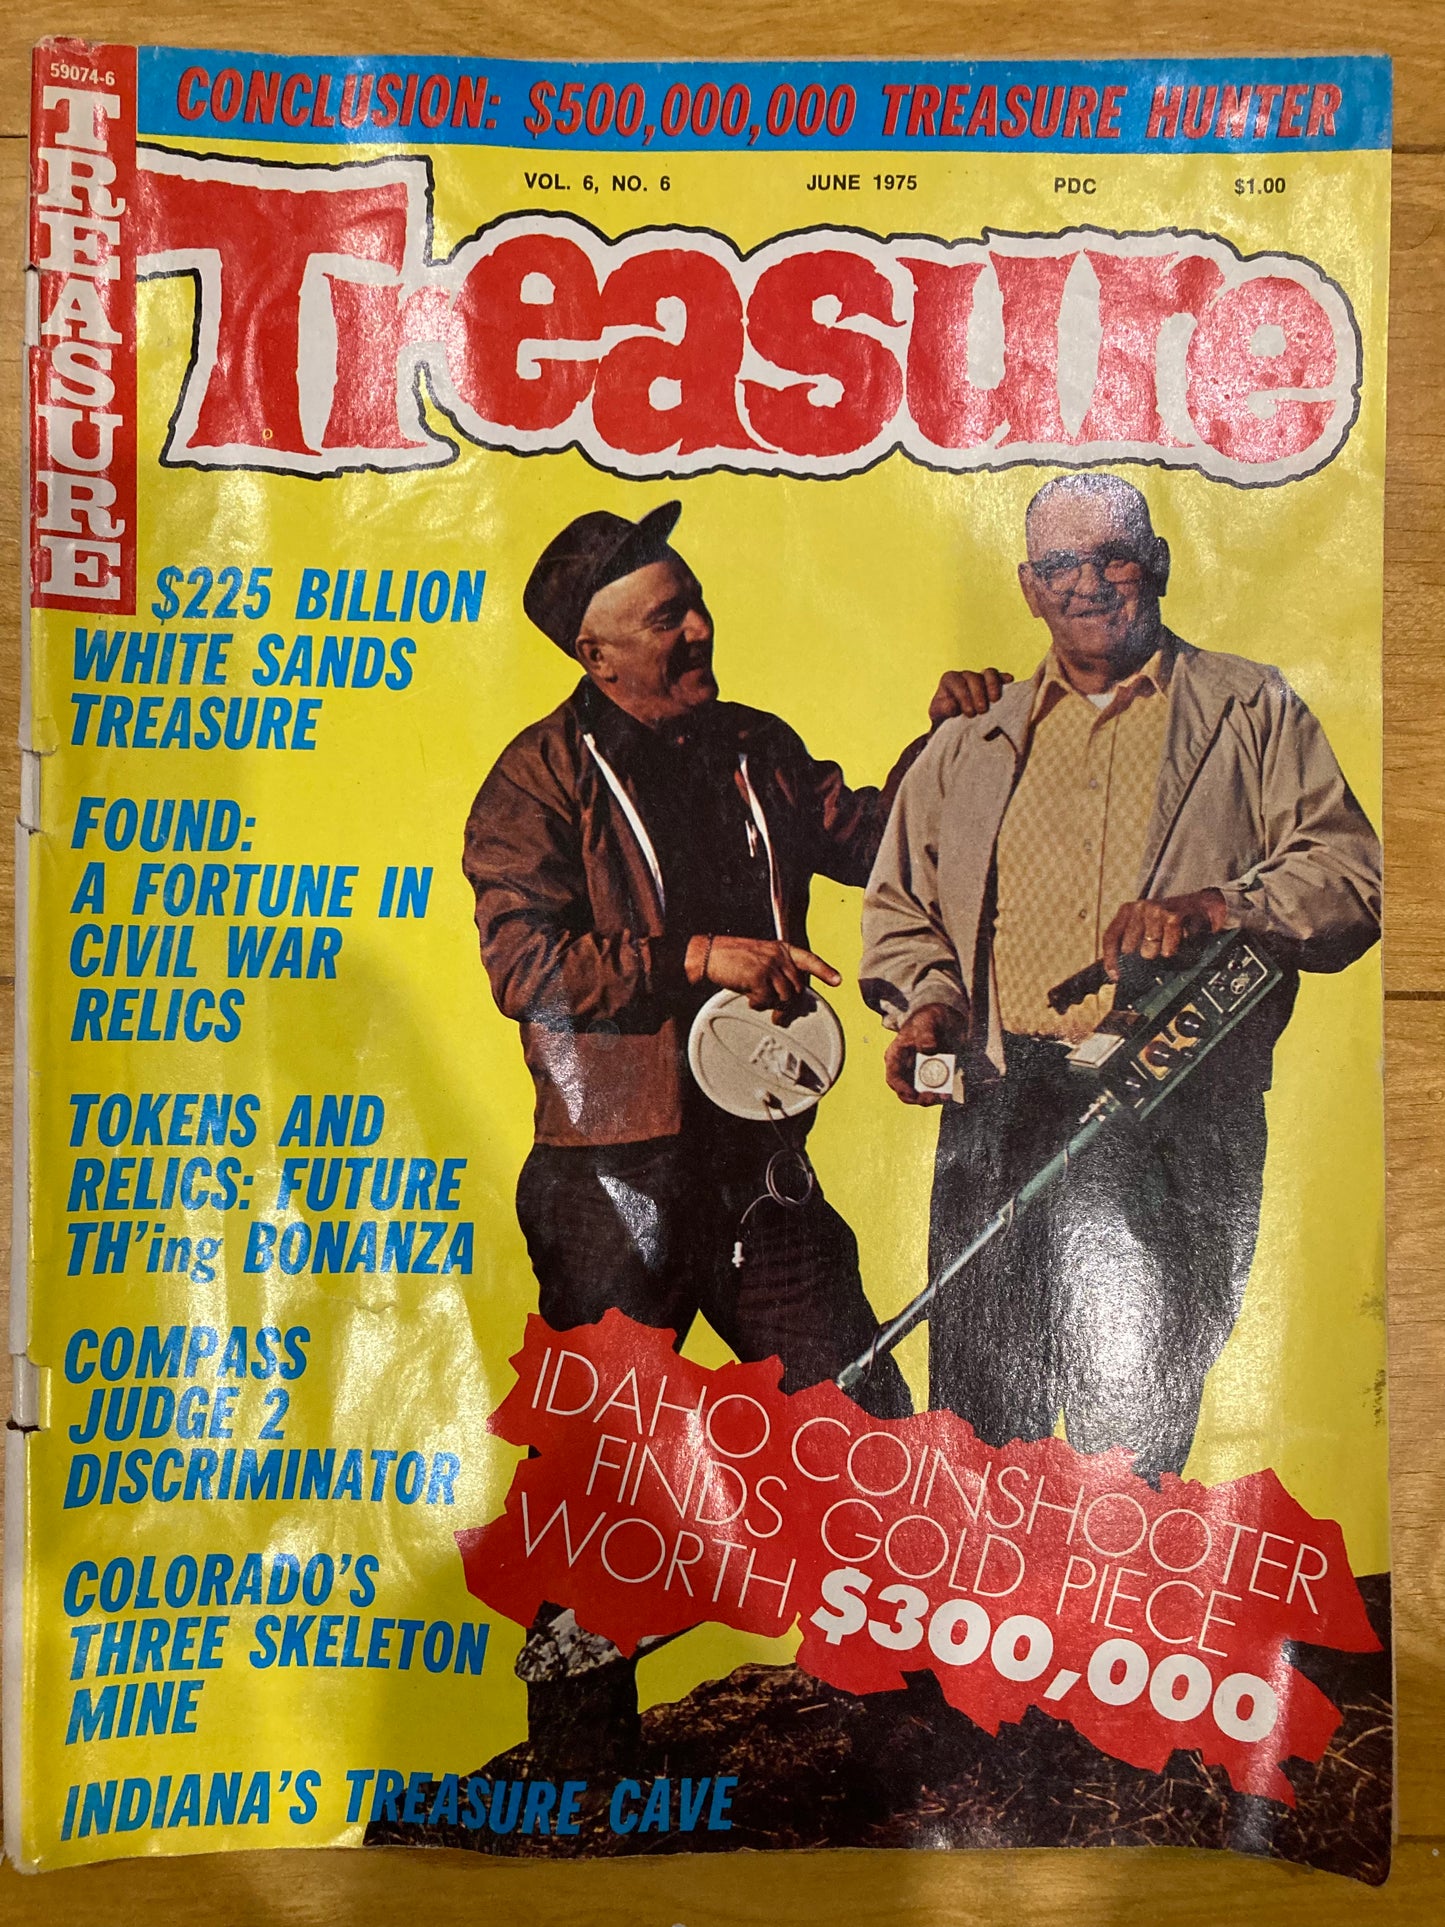 59074-6
TREASURE
CONCLUSION: $500,000,000 TREASURE HUNTER
VOL. 6, NO. 6 JUNE 1975 PDC $1.00
Treasure
$225 BILLION
WHITE SANDS
TREASURE
FOUND:
A FORTUNE IN
CIVIL WAR
RELICS
TOKENS AND
RELICS: FUTURE
TH'ing BONANZA
COMPASS
JUDGE 2
DISCRIMINATOR
COLORADO'S
THREE SKELETON
MINE
INDIANA'S TREASURE CAVE
IDAHO COINSHOOTER
FINDS GOLD PIECE
WORTH $300,000